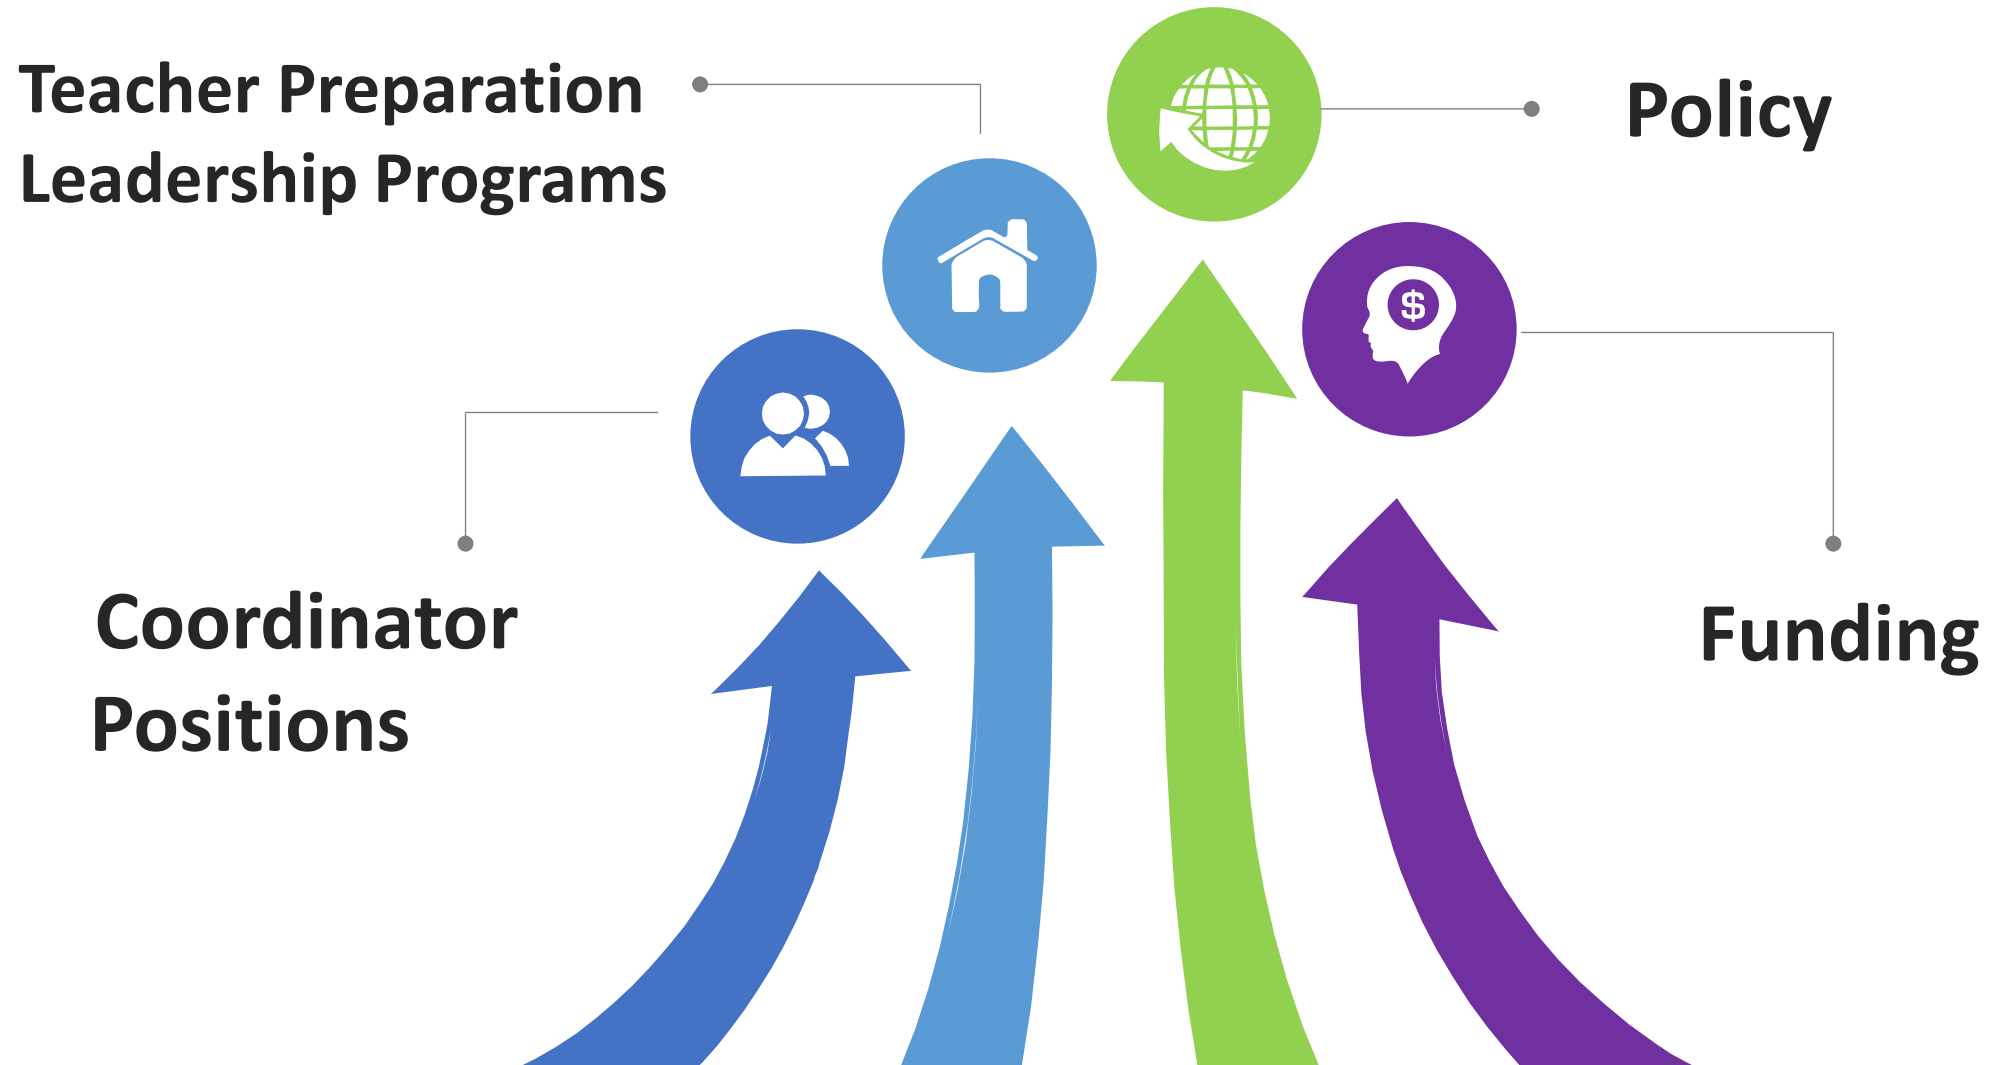 Teacher Preparation
Leadership Programs
Policy
$
Coordinator
Positions
Funding